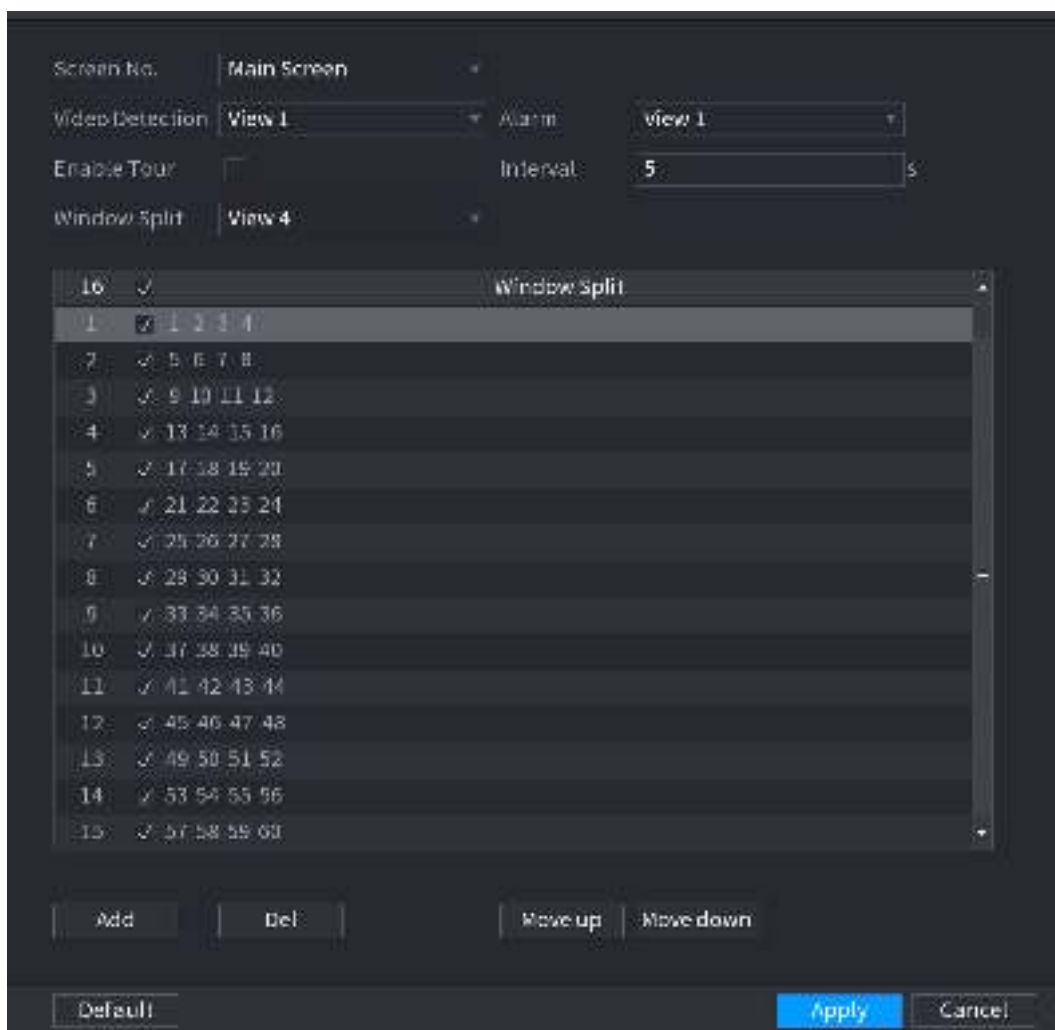 Screen No. Main Screen
Video Detection View 1 Alarm View 1
Enable Tour Interval 5 s
Window Split View 4
16 Window Split
1 1 2 3 4
2 5 6 7 8
3 9 10 11 12
4 13 14 15 16
5 17 18 19 20
6 21 22 23 24
7 25 26 27 28
8 29 30 31 32
9 33 34 35 36
10 37 38 39 40
11 41 42 43 44
12 45 46 47 48
13 49 50 51 52
14 53 54 55 56
15 57 58 59 60
Add Del Move up Move down
Default Apply Cancel